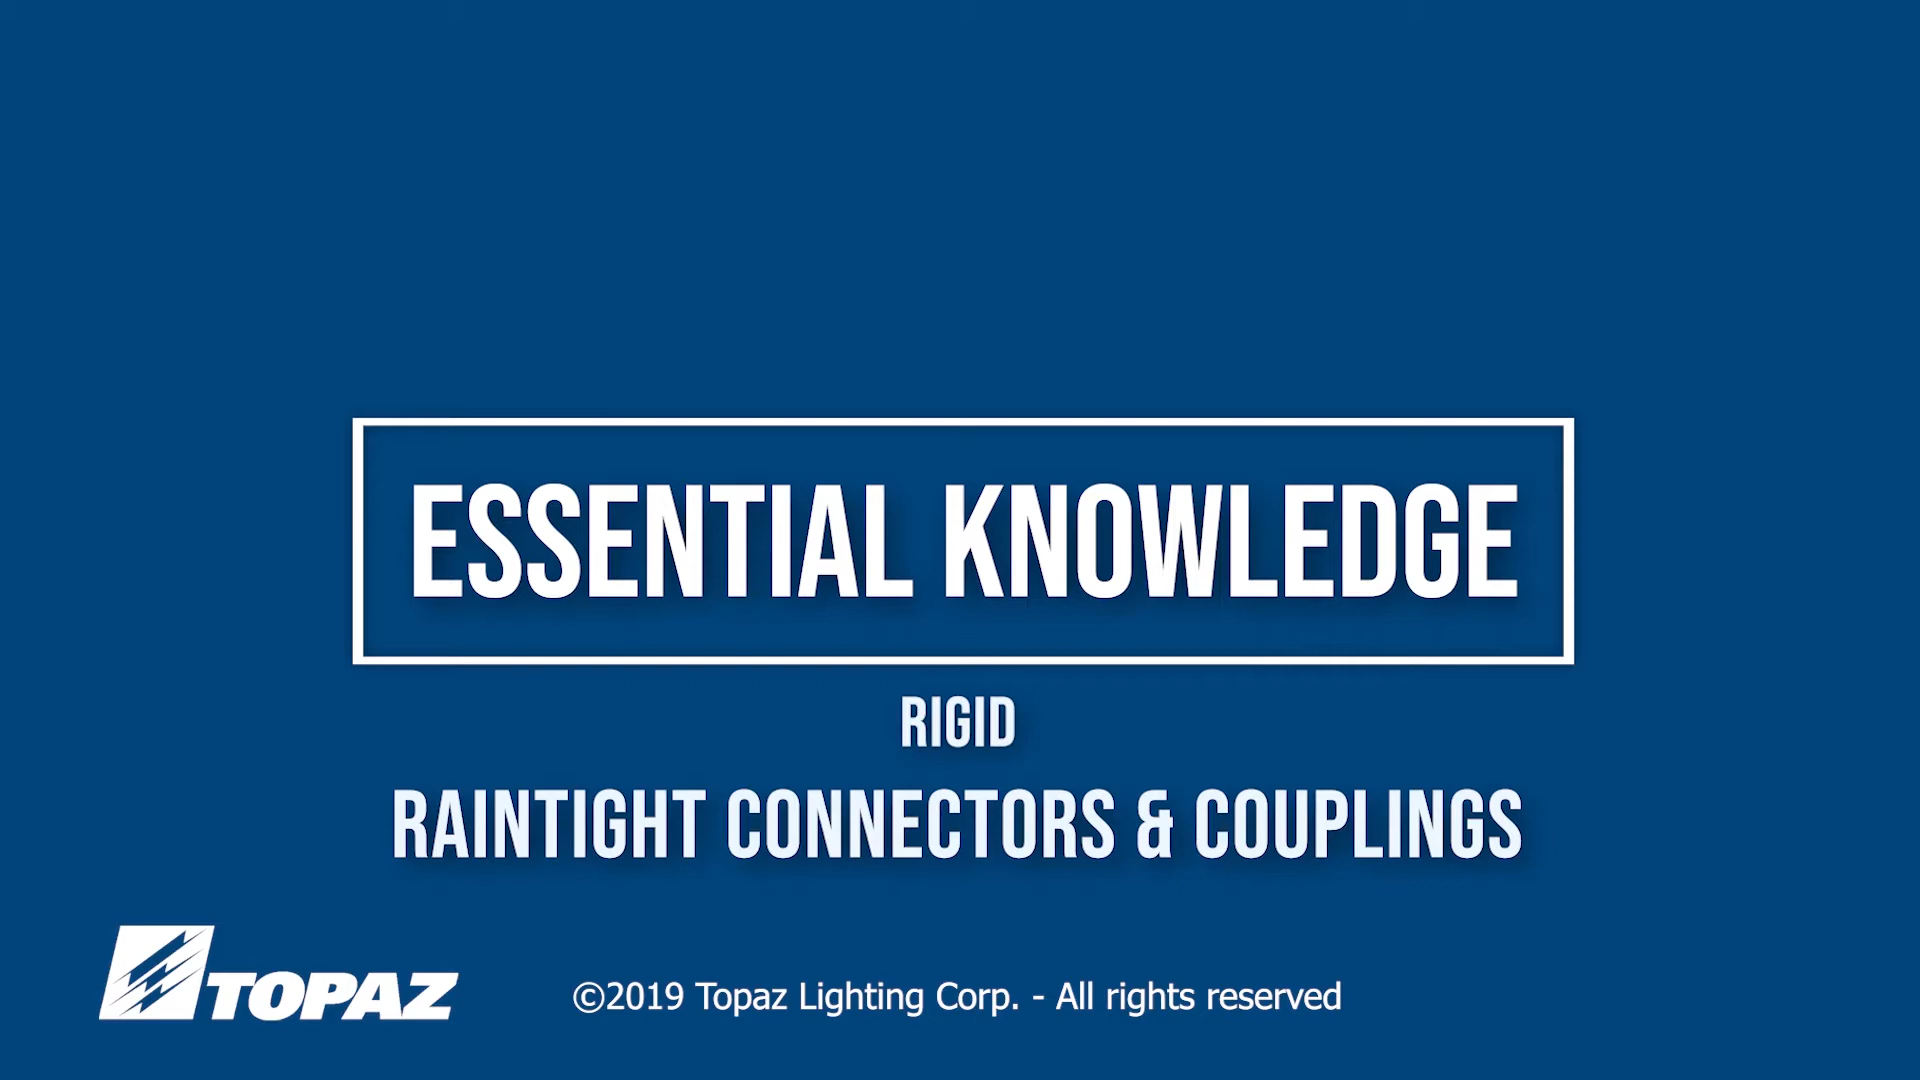 ESSENTIAL KNOWLEDGE
RIGID
RAINTIGHT CONNECTORS & COUPLINGS
TOPAZ
©2019 Topaz Lighting Corp. - All rights reserved